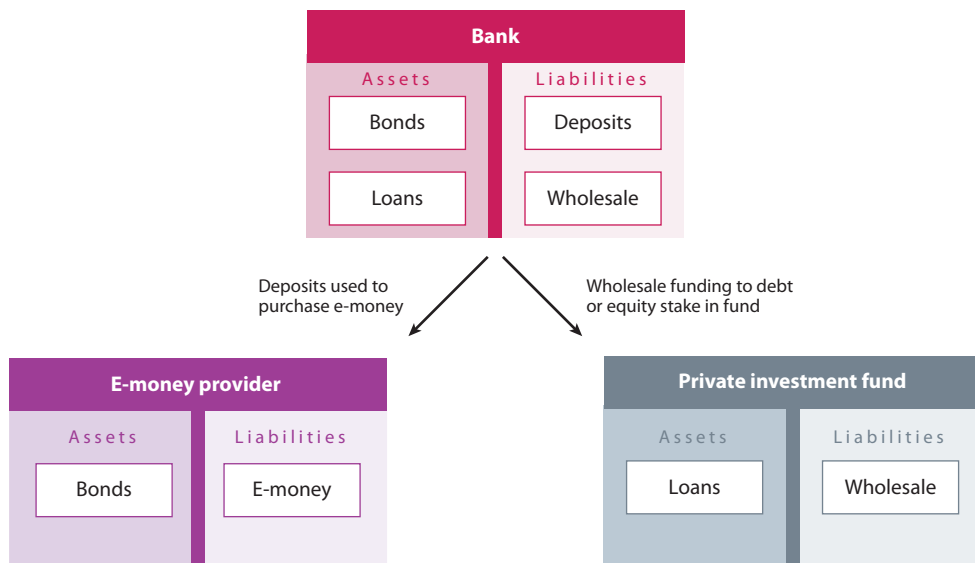 Bank
Assets
Liabilities
Bonds
Deposits
Loans
Wholesale
Deposits used to
purchase e-money
Wholesale funding to debt
or equity stake in fund
E-money provider
Assets
Liabilities
Bonds
E-money
Private investment fund
Assets
Liabilities
Loans
Wholesale